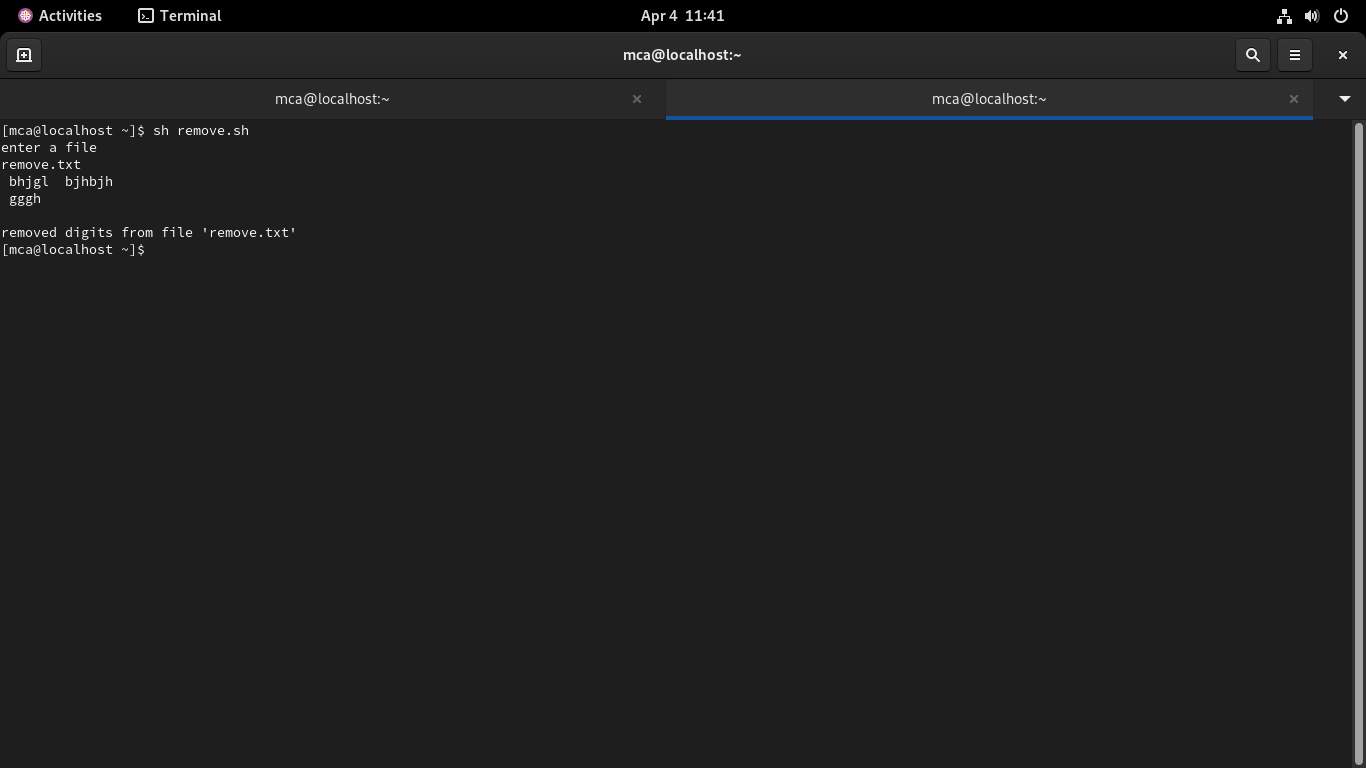 Activities Terminal Apr 4 11:41
mca@localhost:~
mca@localhost:~ mca@localhost:~
[mca@localhost ~]$ sh remove.sh
enter a file
remove.txt
 bhjgl  bjhbjh
 gggh

removed digits from file 'remove.txt'
[mca@localhost ~]$